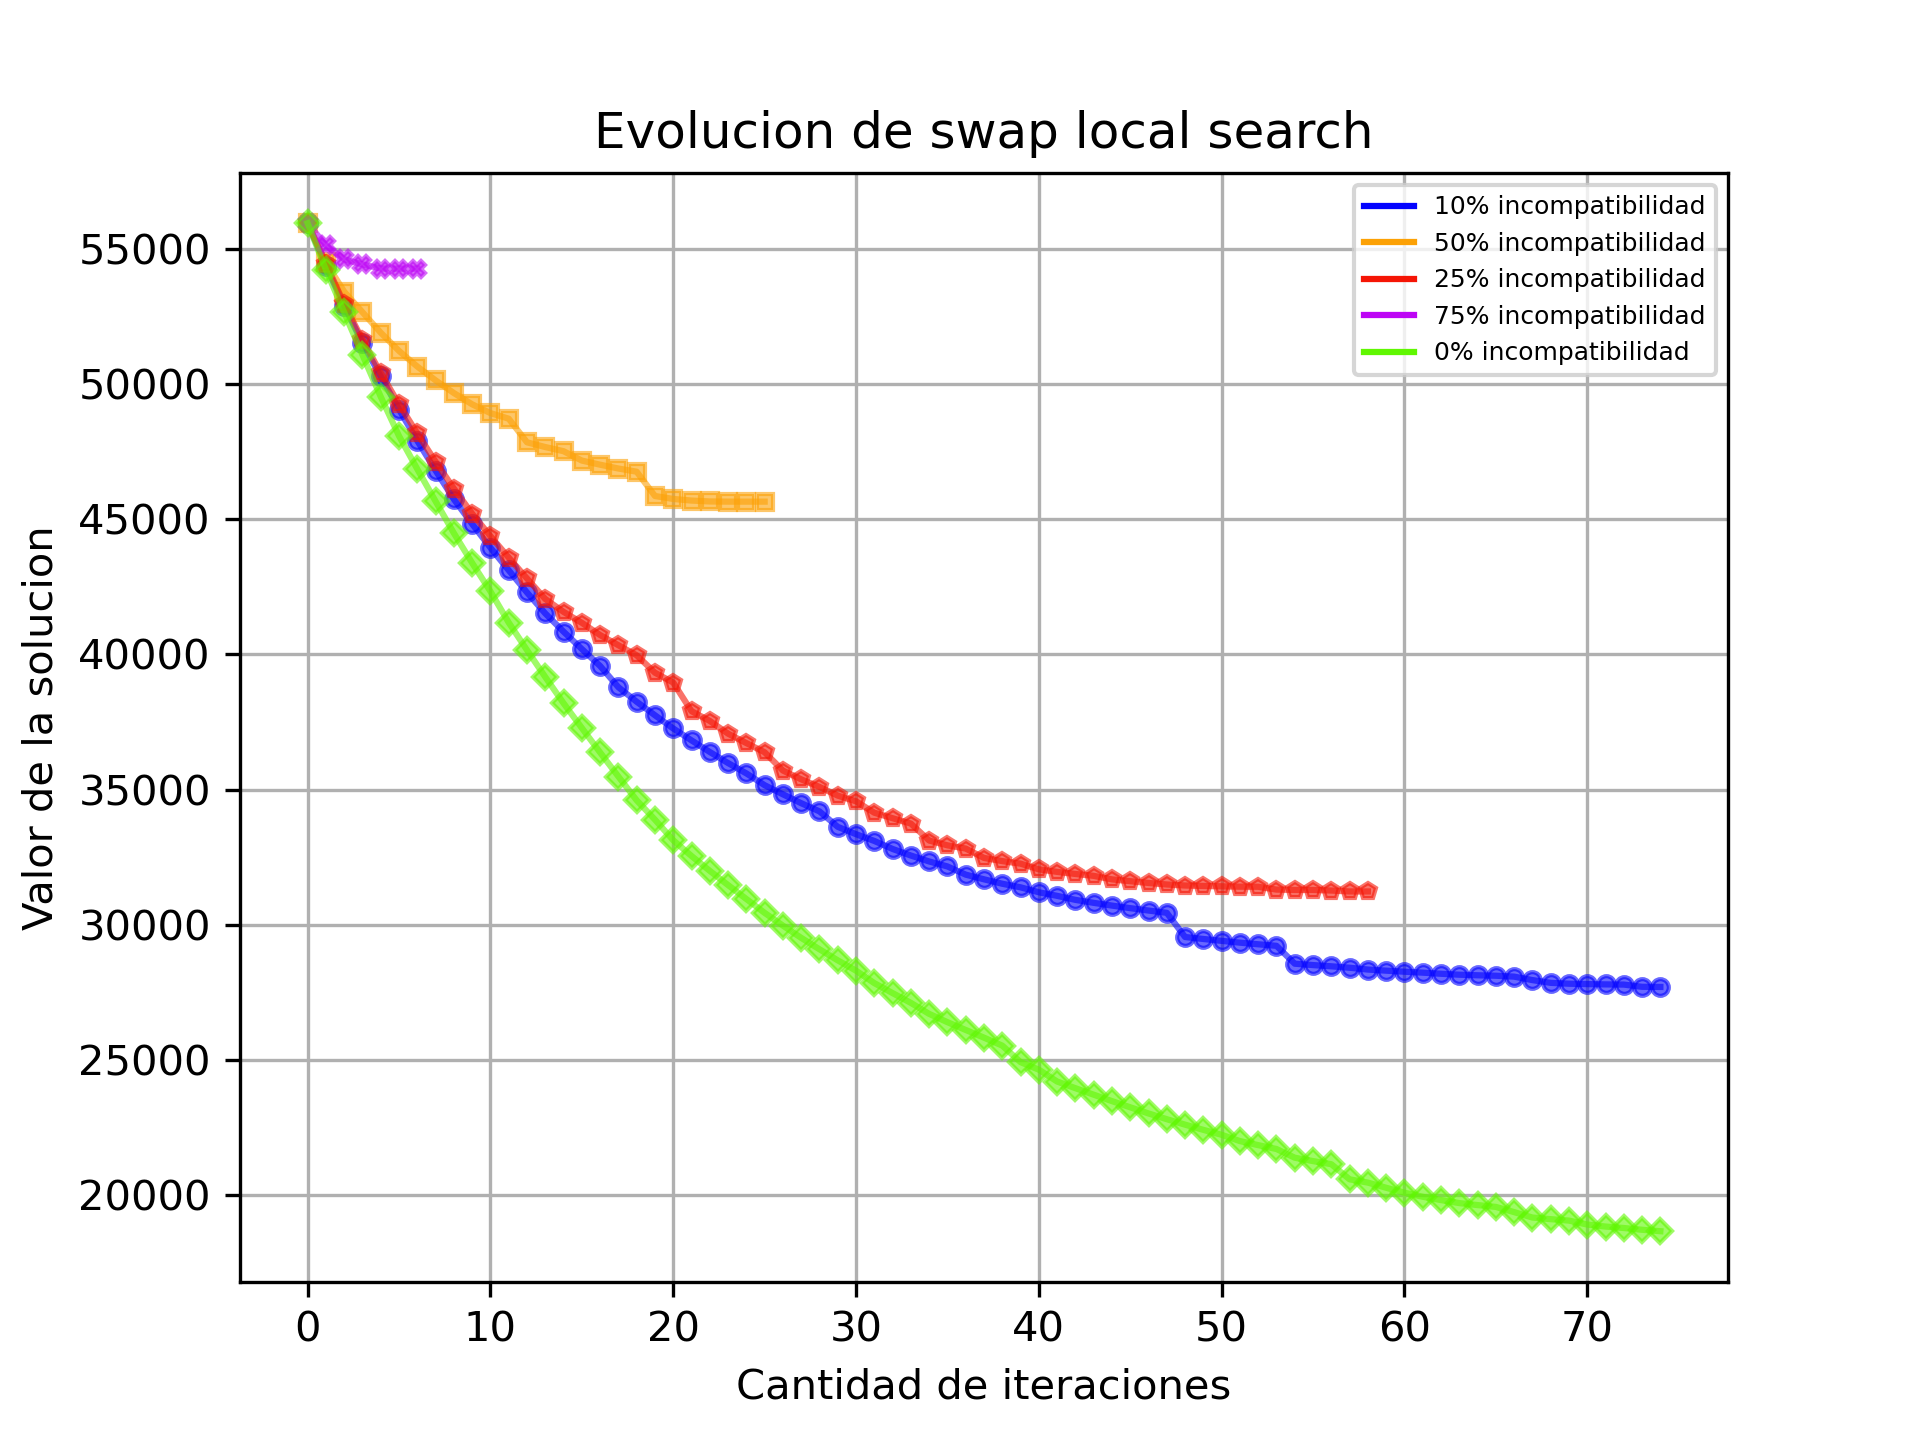 Evolucion de swap local search
10% incompatibilidad
50% incompatibilidad
25% incompatibilidad
75% incompatibilidad
0% incompatibilidad
Valor de la solucion
55000
50000
45000
40000
35000
30000
25000
20000
0 10 20 30 40 50 60 70
Cantidad de iteraciones